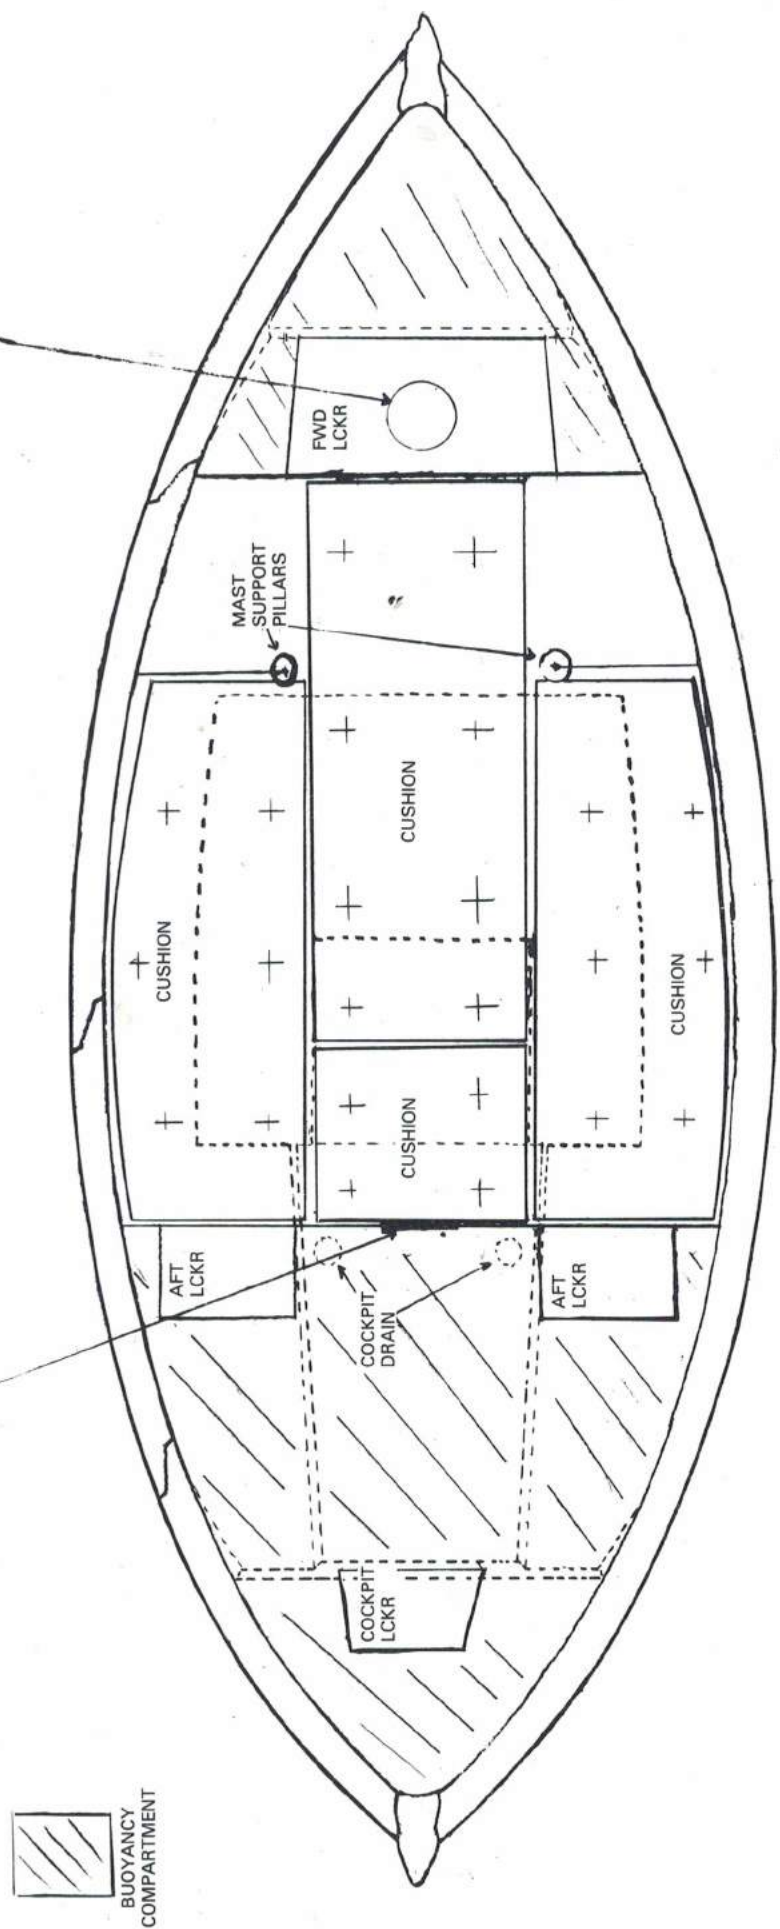 BUOYANCY
COMPARTMENT
COCKPIT
LCKR
COCKPIT
DRAIN
AFT
LCKR
AFT
LCKR
CUSHION
CUSHION
CUSHION
CUSHION
MAST
SUPPORT
PILLARS
FWD
LCKR